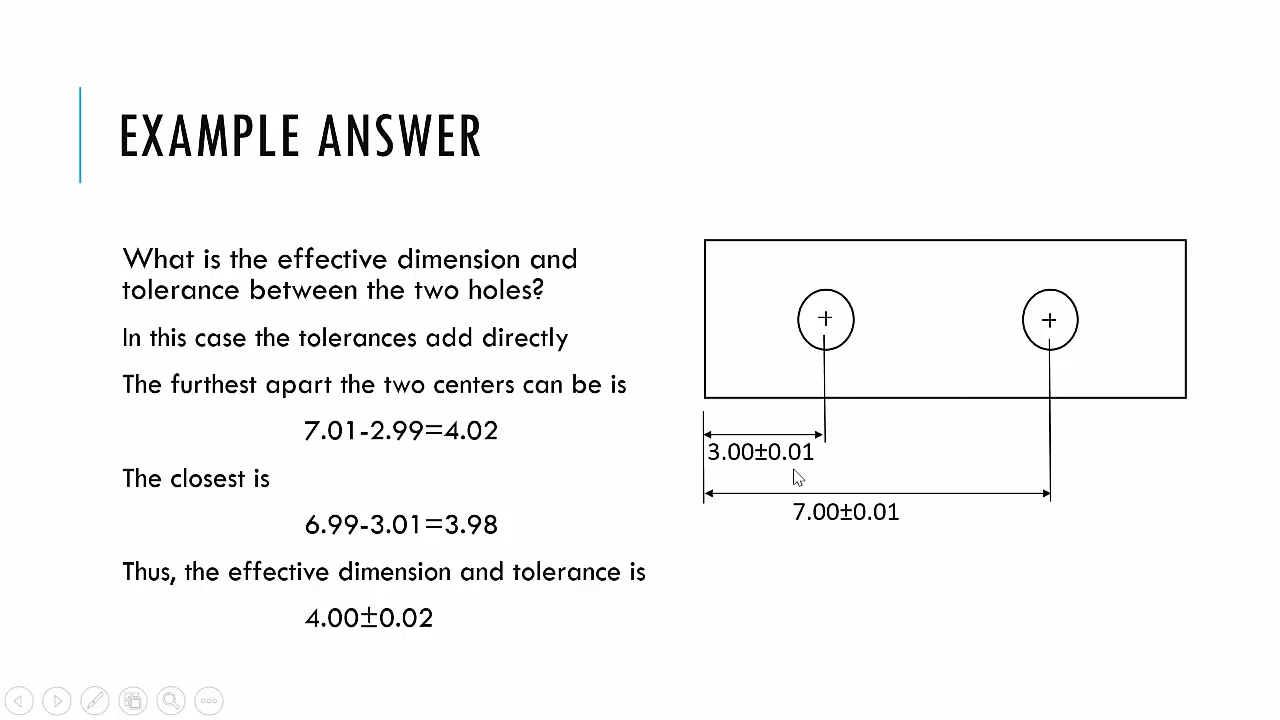 EXAMPLE ANSWER
What is the effective dimension and
tolerance between the two holes?
In this case the tolerances add directly
The furthest apart the two centers can be is
7.01-2.99=4.02
The closest is
6.99-3.01=3.98
Thus, the effective dimension and tolerance is
4.00±0.02
3.00±0.01
7.00±0.01